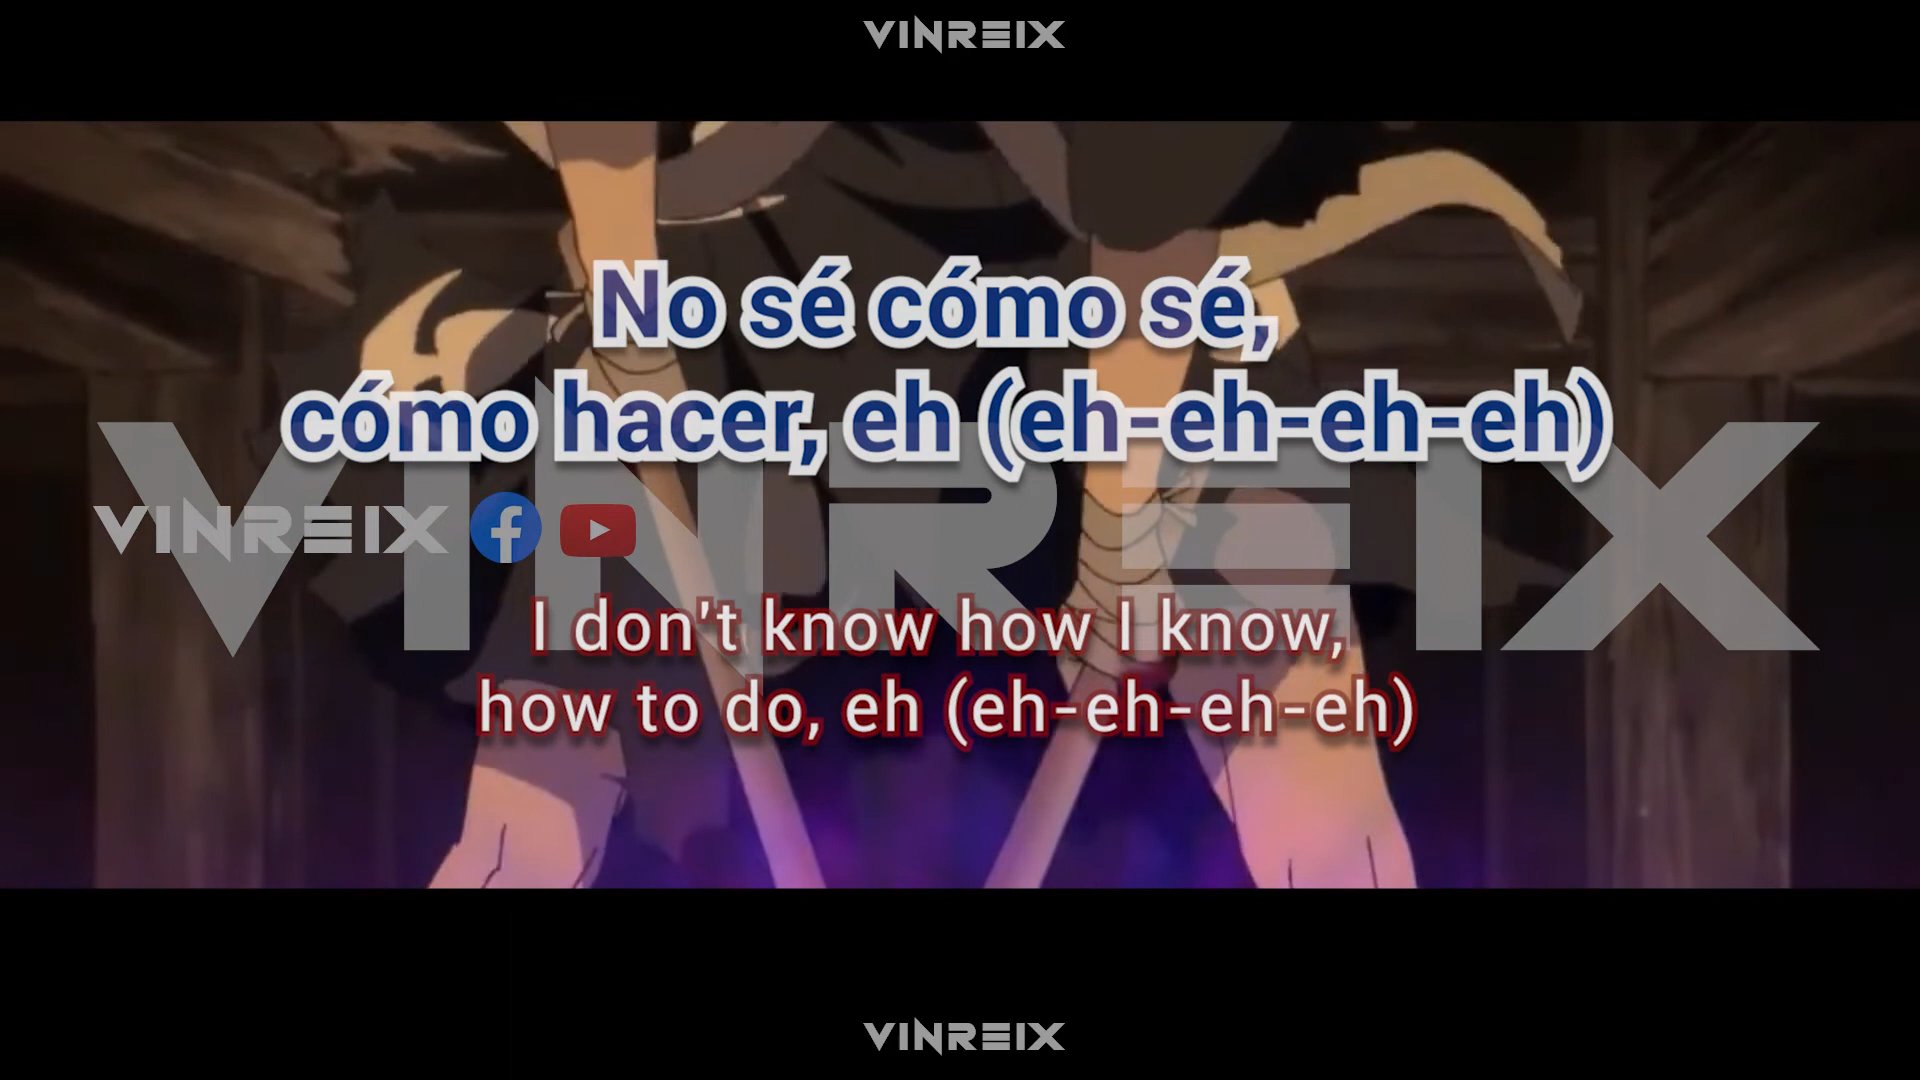 VINREIX
No sé cómo sé,
cómo hacer, eh (eh-eh-eh-eh)
VINREIX
VINREIX
I don't know how I know,
how to do, eh (eh-eh-eh-eh)
VINREIX